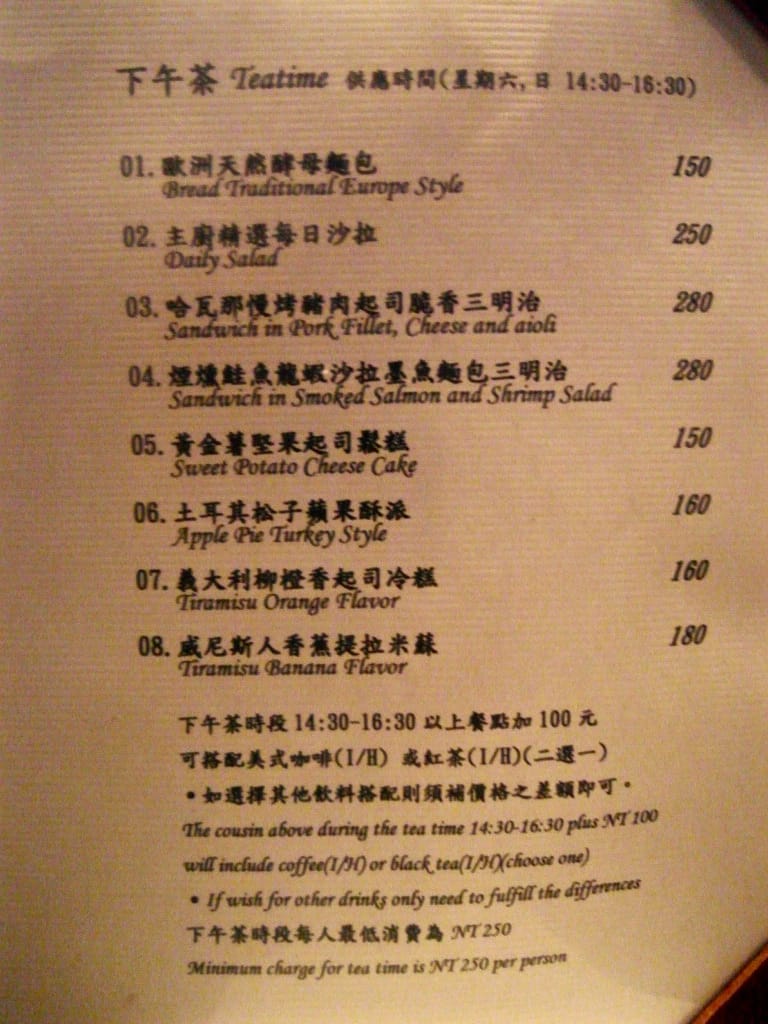 下午茶 Teatime 供應時間(星期六,日 14:30-16:30)
01. 歐洲天然酵母麵包 150
Bread Traditional Europe Style
02. 主廚精選每日沙拉 250
Daily Salad
03. 哈瓦那慢烤豬肉起司脆香三明治 280
Sandwich in Pork Fillet, Cheese and aioli
04. 煙燻鮭魚龍蝦沙拉墨魚麵包三明治 280
Sandwich in Smoked Salmon and Shrimp Salad
05. 黃金薯堅果起司鬆糕 150
Sweet Potato Cheese Cake
06. 土耳其松子蘋果酥派 160
Apple Pie Turkey Style
07. 義大利柳橙香起司冷糕 160
Tiramisu Orange Flavor
08. 威尼斯人香蕉提拉米蘇 180
Tiramisu Banana Flavor
下午茶時段 14:30-16:30 以上餐點加 100 元
可搭配美式咖啡(I/H) 或紅茶(I/H)(二選一)
•如選擇其他飲料搭配則須補價格之差額即可。
The cousin above during the tea time 14:30-16:30 plus NT 100
will include coffee(I/H) or black tea(I/H)(choose one)
• If wish for other drinks only need to fulfill the differences
下午茶時段每人最低消費為 NT 250
Minimum charge for tea time is NT 250 per person